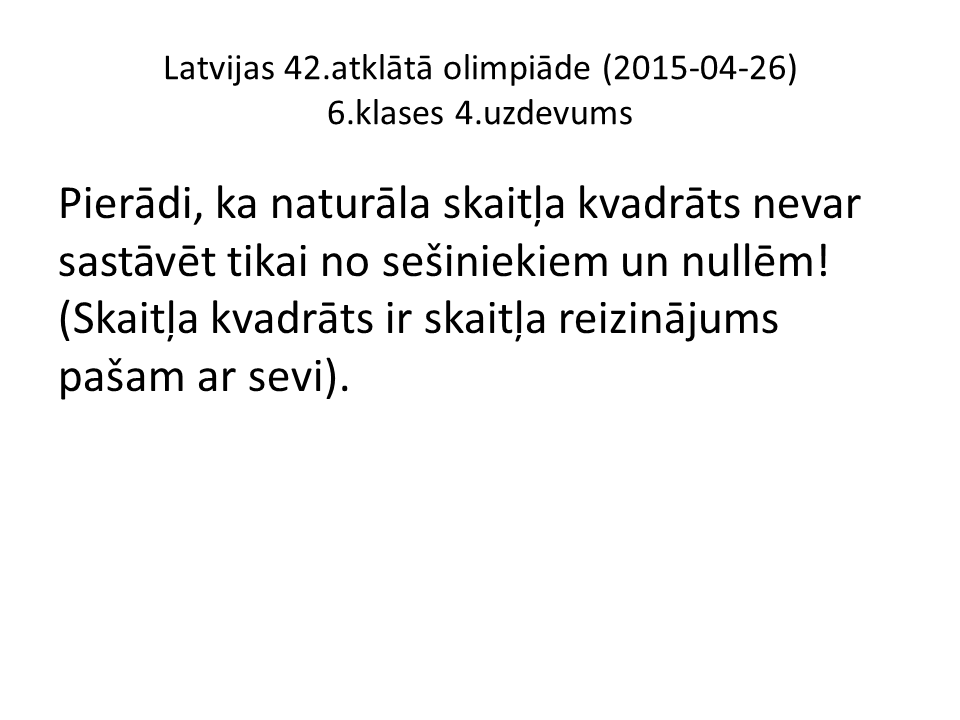 Latvijas 42.atklātā olimpiāde (2015-04-26)
6.klases 4.uzdevums
Pierādi, ka naturāla skaitļa kvadrāts nevar
sastāvēt tikai no sešiniekiem un nullēm!
(Skaitļa kvadrāts ir skaitļa reizinājums
pašam ar sevi).